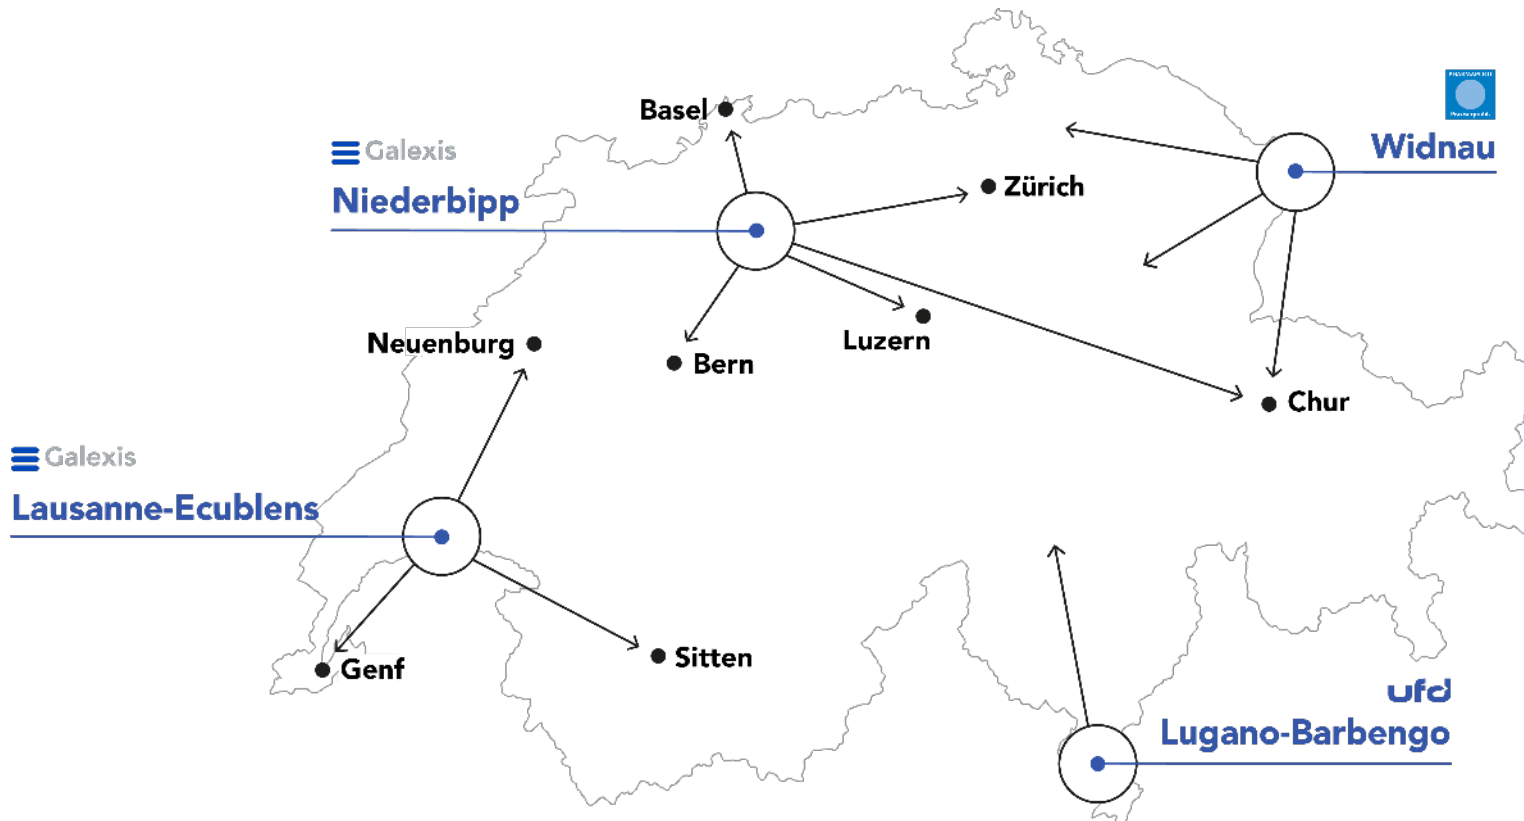 Basel
Galexis
Niederbipp
Zürich
Widnau
Neuenburg
Bern
Luzern
Chur
Galexis
Lausanne-Ecublens
Genf
Sitten
ufd
Lugano-Barbengo